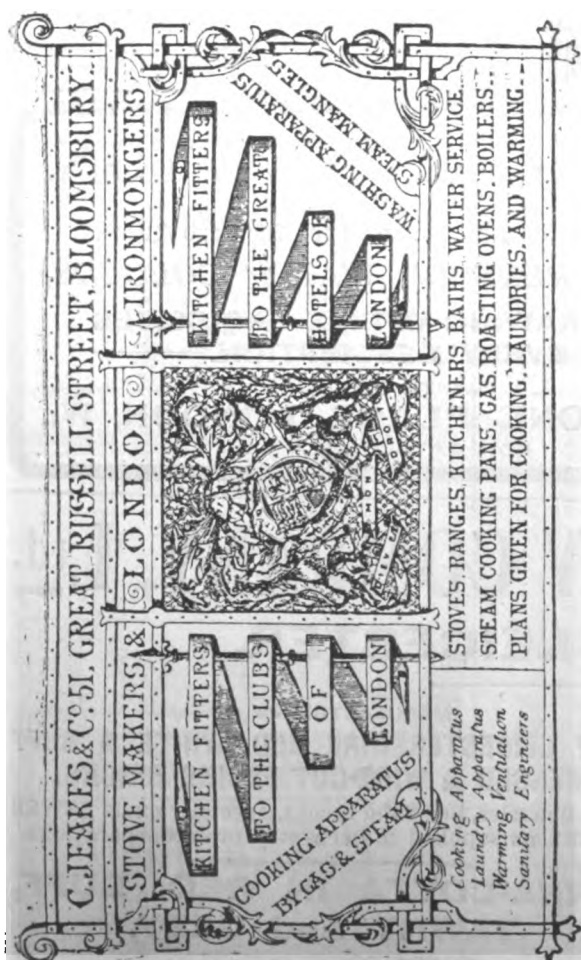 C. JEAKES & Co. 51, GREAT RUSSELL STREET, BLOOMSBURY.
STOVE MAKERS, & LONDON IRONMONGERS
KITCHEN FITTERS
TO THE CLUBS
OF
LONDON
COOKING APPARATUS
BY GAS & STEAM
MON
DROIT
KITCHEN FITTERS
TO THE GREAT
HOTELS OF
LONDON
WASHING APPARATUS
STEAM MANGLES
Cooking Apparatus
Laundry Apparatus
Warming Ventilation
Sanitary Engineers
STOVES, RANGES, KITCHENERS, BATHS, WATER SERVICE,
STEAM COOKING PANS, GAS, ROASTING OVENS, BOILERS.
PLANS GIVEN FOR COOKING, LAUNDRIES, AND WARMING.